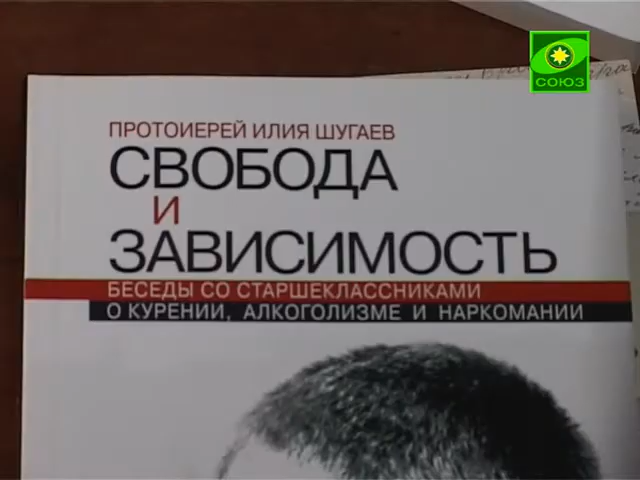 СОЮЗ
ПРОТОИЕРЕЙ ИЛИЯ ШУГАЕВ
СВОБОДА
И
ЗАВИСИМОСТЬ
БЕСЕДЫ СО СТАРШЕКЛАССНИКАМИ
О КУРЕНИИ, АЛКОГОЛИЗМЕ И НАРКОМАНИИ